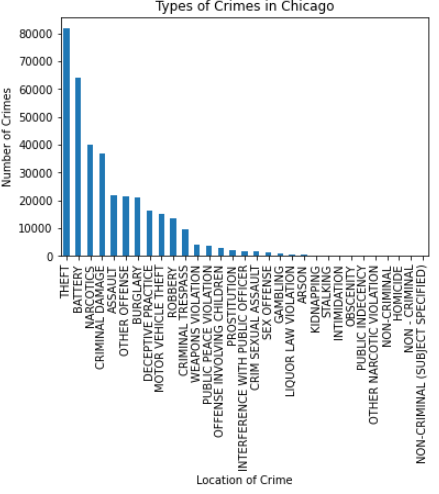 Types of Crimes in Chicago
Number of Crimes
80000
70000
60000
50000
40000
30000
20000
10000
0
THEFT
BATTERY
NARCOTICS
CRIMINAL DAMAGE
ASSAULT
OTHER OFFENSE
BURGLARY
DECEPTIVE PRACTICE
MOTOR VEHICLE THEFT
ROBBERY
CRIMINAL TRESPASS
WEAPONS VIOLATION
PUBLIC PEACE VIOLATION
OFFENSE INVOLVING CHILDREN
PROSTITUTION
INTERFERENCE WITH PUBLIC OFFICER
CRIM SEXUAL ASSAULT
SEX OFFENSE
GAMBLING
LIQUOR LAW VIOLATION
ARSON
KIDNAPPING
STALKING
INTIMIDATION
OBSCENITY
PUBLIC INDECENCY
OTHER NARCOTIC VIOLATION
NON-CRIMINAL
HOMICIDE
NON - CRIMINAL
NON-CRIMINAL (SUBJECT SPECIFIED)
Location of Crime